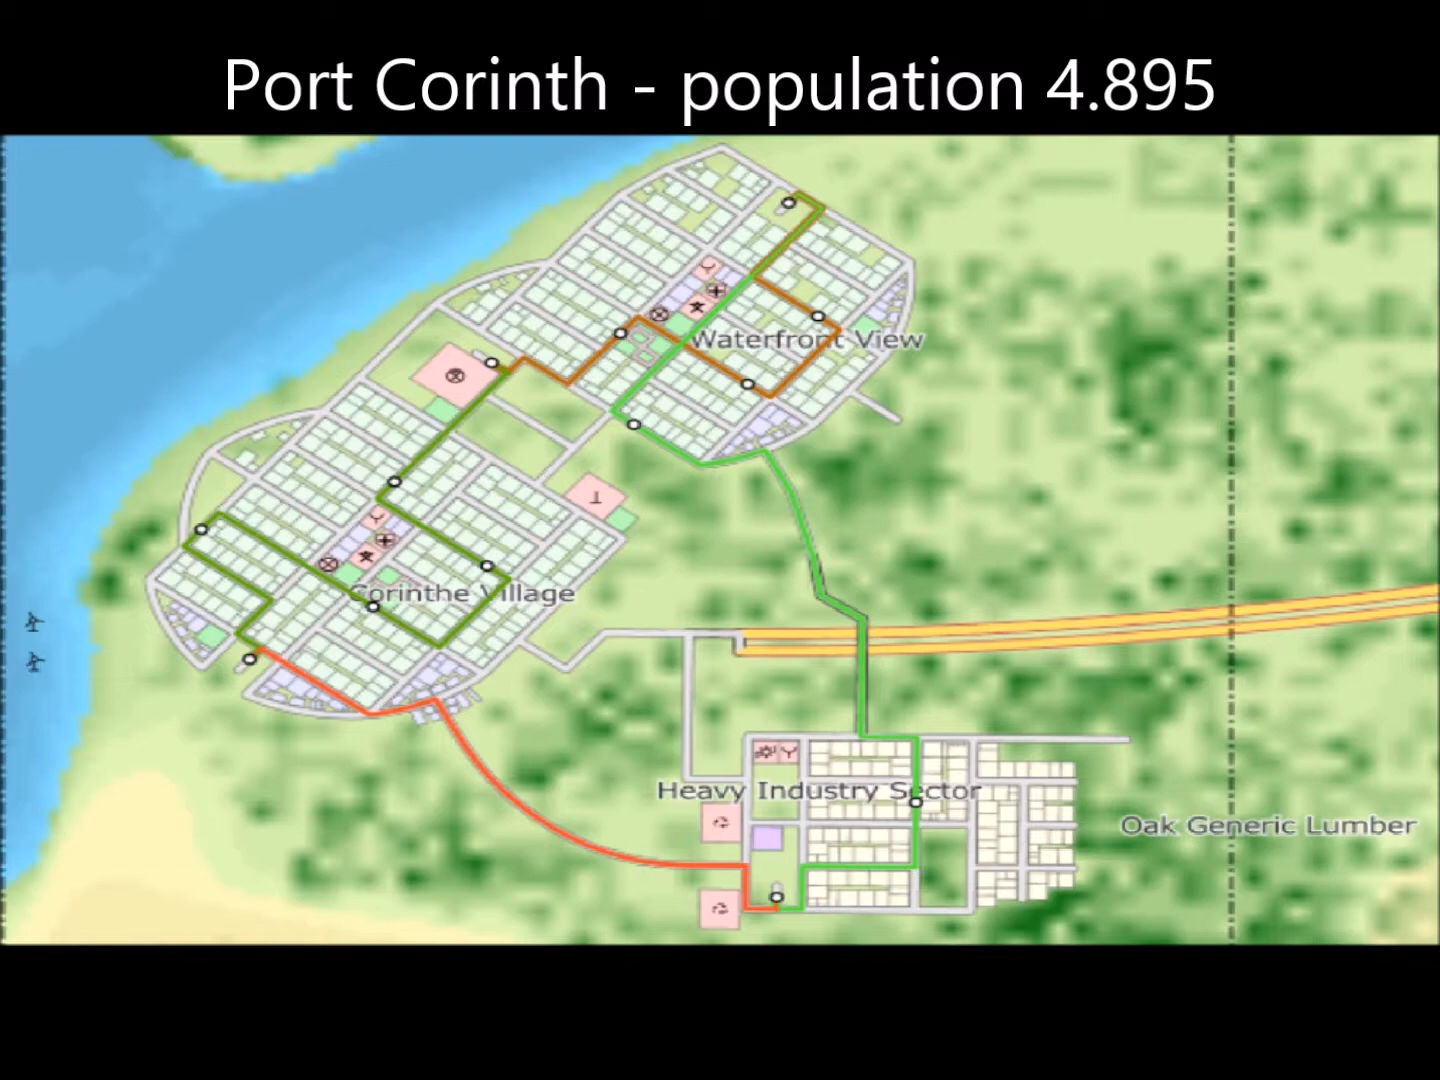 Port Corinth - population 4.895
Waterfront View
Corinthe Village
Heavy Industry Sector
Oak Generic Lumber